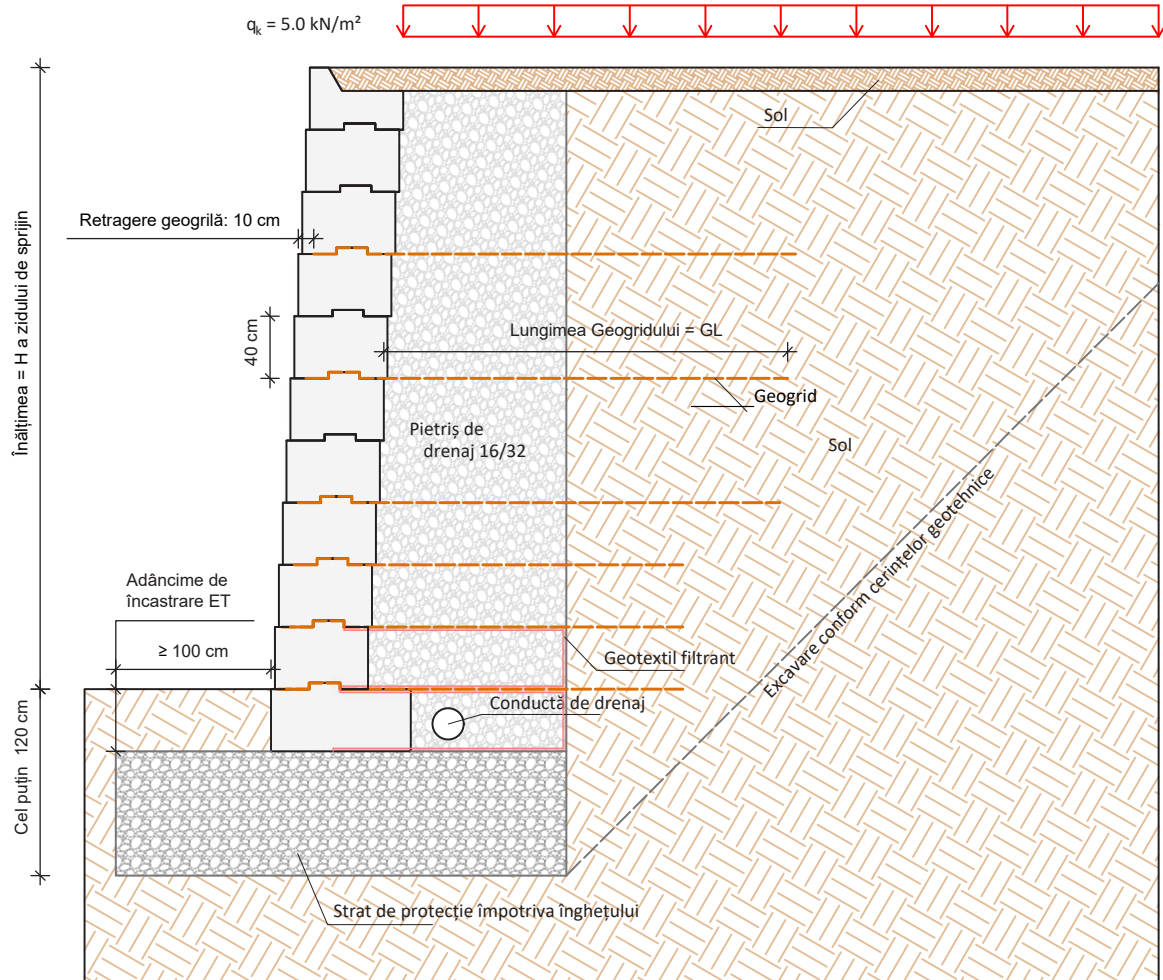 qk = 5.0 kN/m²
Sol
Retragere geogrilă: 10 cm
Înălțimea = H a zidului de sprijin
40 cm
Lungimea Geogridului = GL
Geogrid
Pietriș de
drenaj 16/32
Sol
Excavare conform cerințelor geotehnice
Adâncime de
încastrare ET
≥ 100 cm
Geotextil filtrant
Conductă de drenaj
Cel puțin 120 cm
Strat de protecție împotriva înghețului